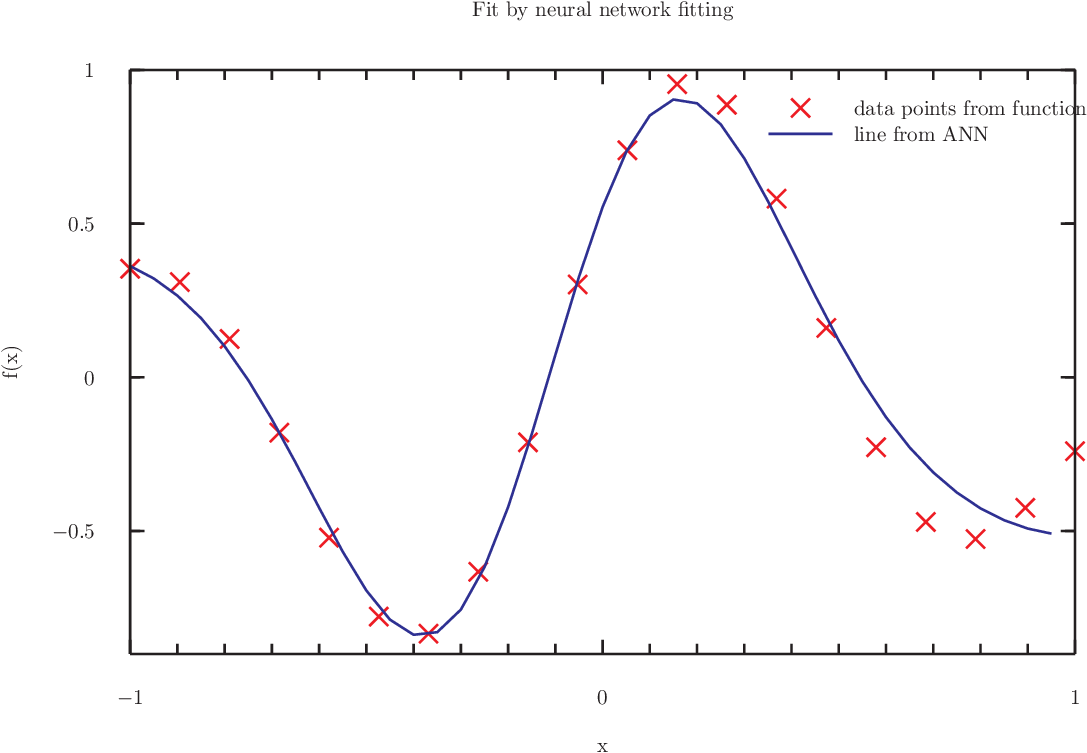 Fit by neural network fitting
1
data points from function
line from ANN
0.5
0
f(x)
−0.5
−1
0
1
x